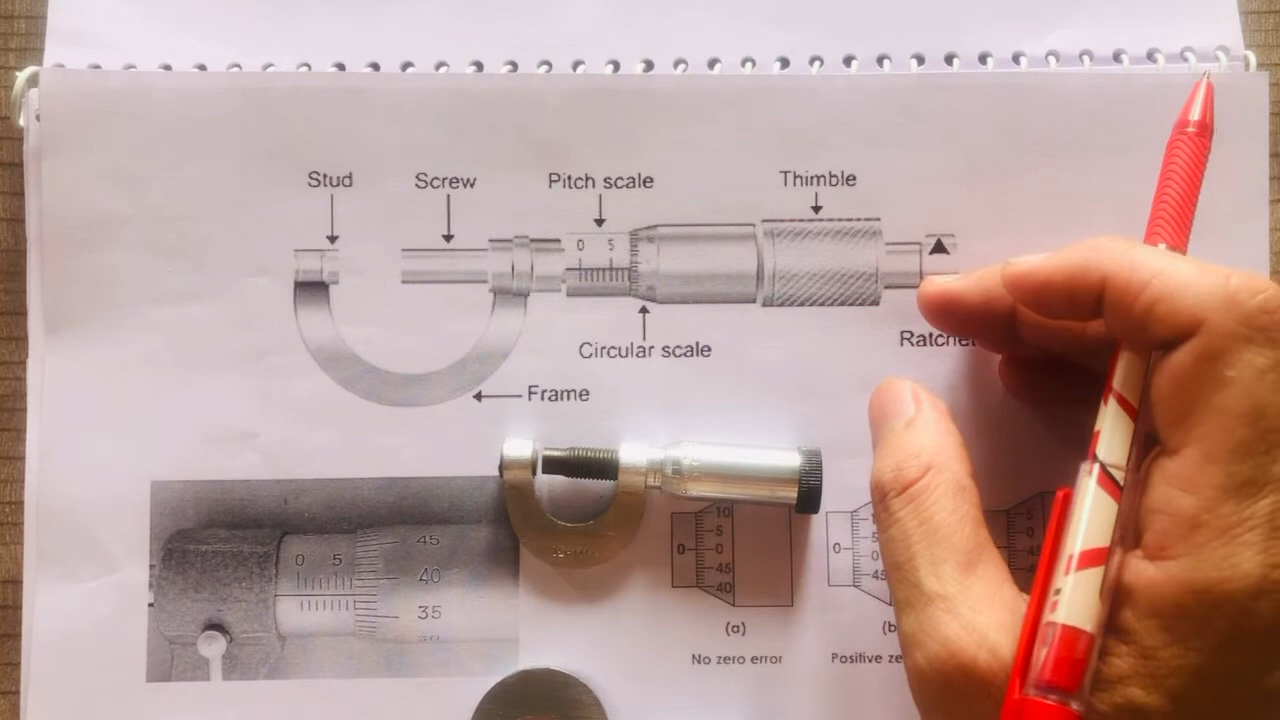 Stud
Screw
Pitch scale
Thimble
0 5
Circular scale
Ratchet
Frame
0 5
45
40
35
10
5
0
0
45
40
0
5
0
45
5
0
(a)
(b
No zero error
Positive ze